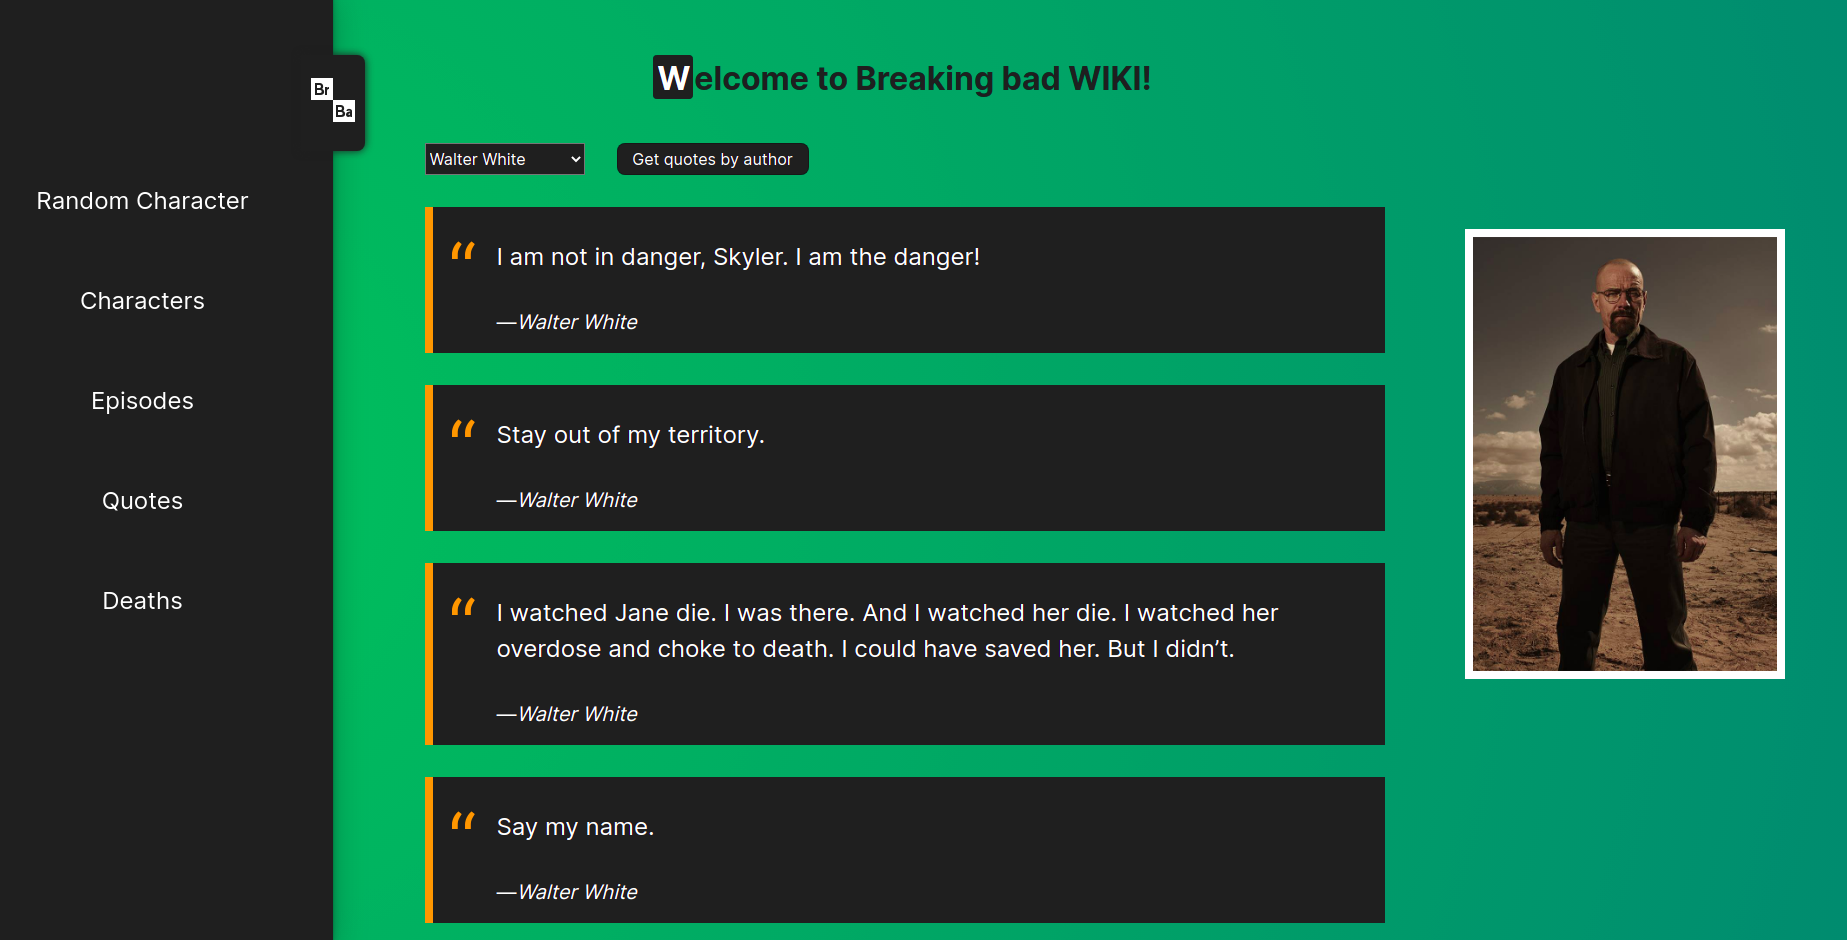 Br
Ba
Random Character
Characters
Episodes
Quotes
Deaths
Welcome to Breaking bad WIKI!
Walter White
Get quotes by author
“ I am not in danger, Skyler. I am the danger!
—Walter White
“ Stay out of my territory.
—Walter White
“ I watched Jane die. I was there. And I watched her die. I watched her
overdose and choke to death. I could have saved her. But I didn’t.
—Walter White
“ Say my name.
—Walter White